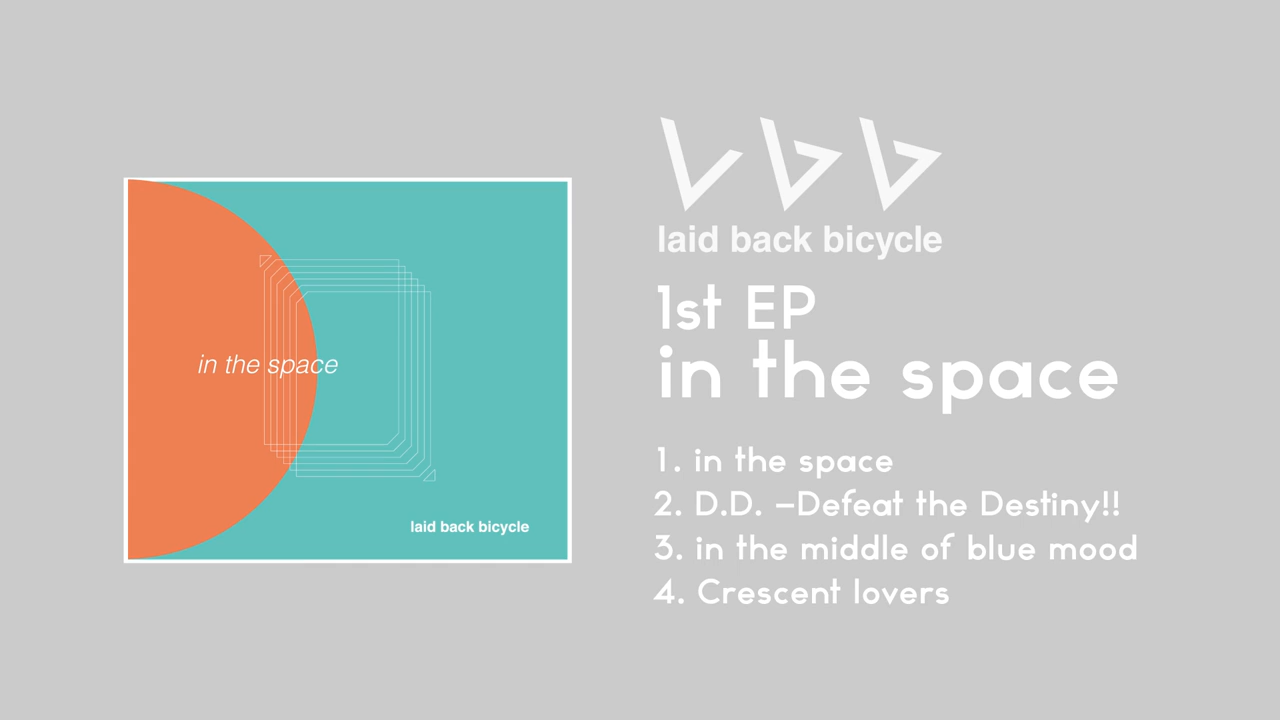 in the space
laid back bicycle
lbb
laid back bicycle
1st EP
in the space
1. in the space
2. D.D. -Defeat the Destiny!!
3. in the middle of blue mood
4. Crescent lovers